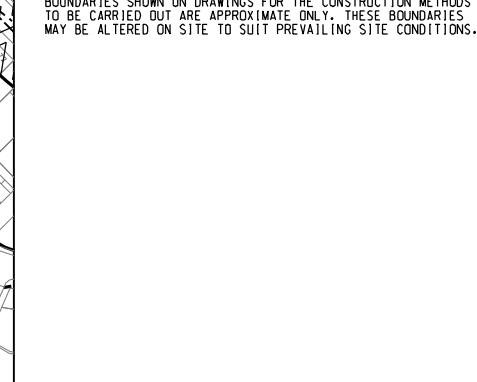 BOUNDARIES SHOWN ON DRAWINGS FOR THE CONSTRUCTION METHODS
TO BE CARRIED OUT ARE APPROXIMATE ONLY. THESE BOUNDARIES
MAY BE ALTERED ON SITE TO SUIT PREVAILING SITE CONDITIONS.